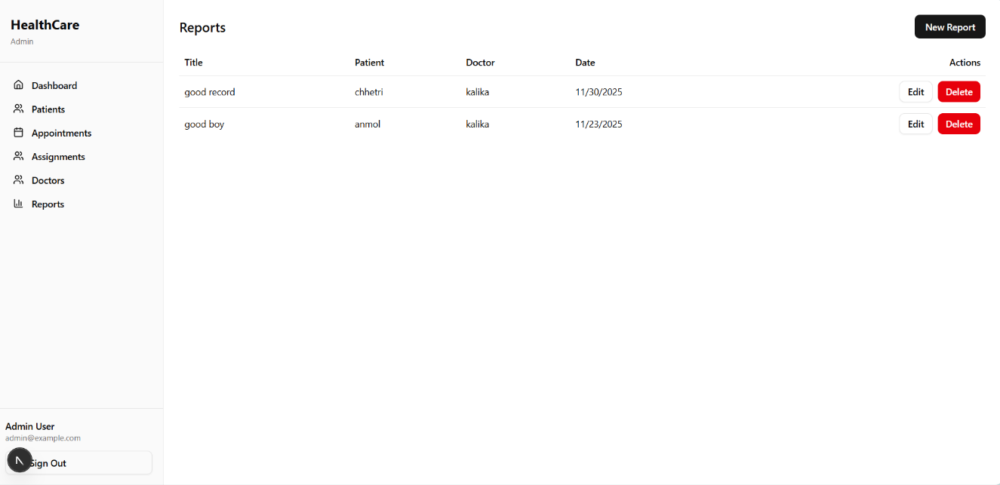 HealthCare
Admin
Dashboard
Patients
Appointments
Assignments
Doctors
Reports
Admin User
admin@example.com
Sign Out
Reports
New Report
Title Patient Doctor Date Actions
good record chhetri kalika 11/30/2025 Edit Delete
good boy anmol kalika 11/23/2025 Edit Delete